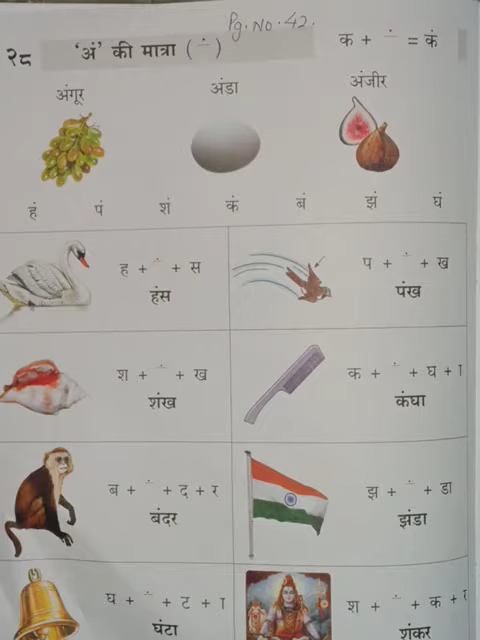 Pg. No. 42.
२८ 'अं' की मात्रा ( ं ) क + ं = कं
अंगूर अंडा अंजीर
हं पं शं कं बं झं घं
ह + ं + स प + ं + ख
हंस पंख
श + ं + ख क + ं + घ + ा
शंख कंघा
ब + ं + द + र झ + ं + डा
बंदर झंडा
घ + ं + ट + ा श + ं + क + र
घंटा शंकर